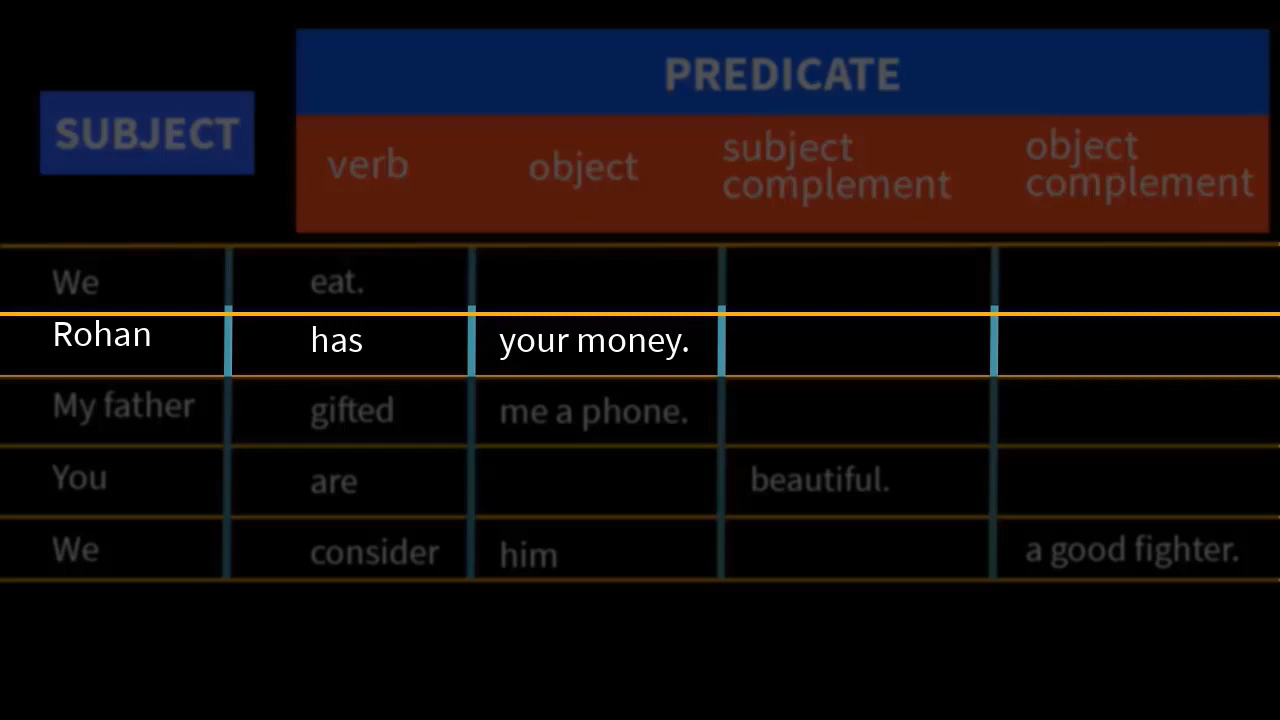 PREDICATE
SUBJECT
verb object subject complement object complement
We eat.
Rohan has your money.
My father gifted me a phone.
You are beautiful.
We consider him a good fighter.